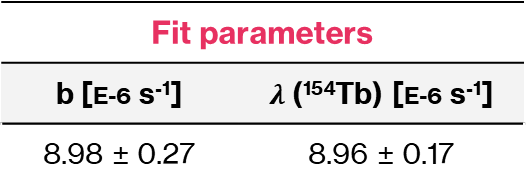 Fit parameters
b [E-6 s⁻¹] λ (¹⁵⁴Tb) [E-6 s⁻¹]
8.98 ± 0.27 8.96 ± 0.17